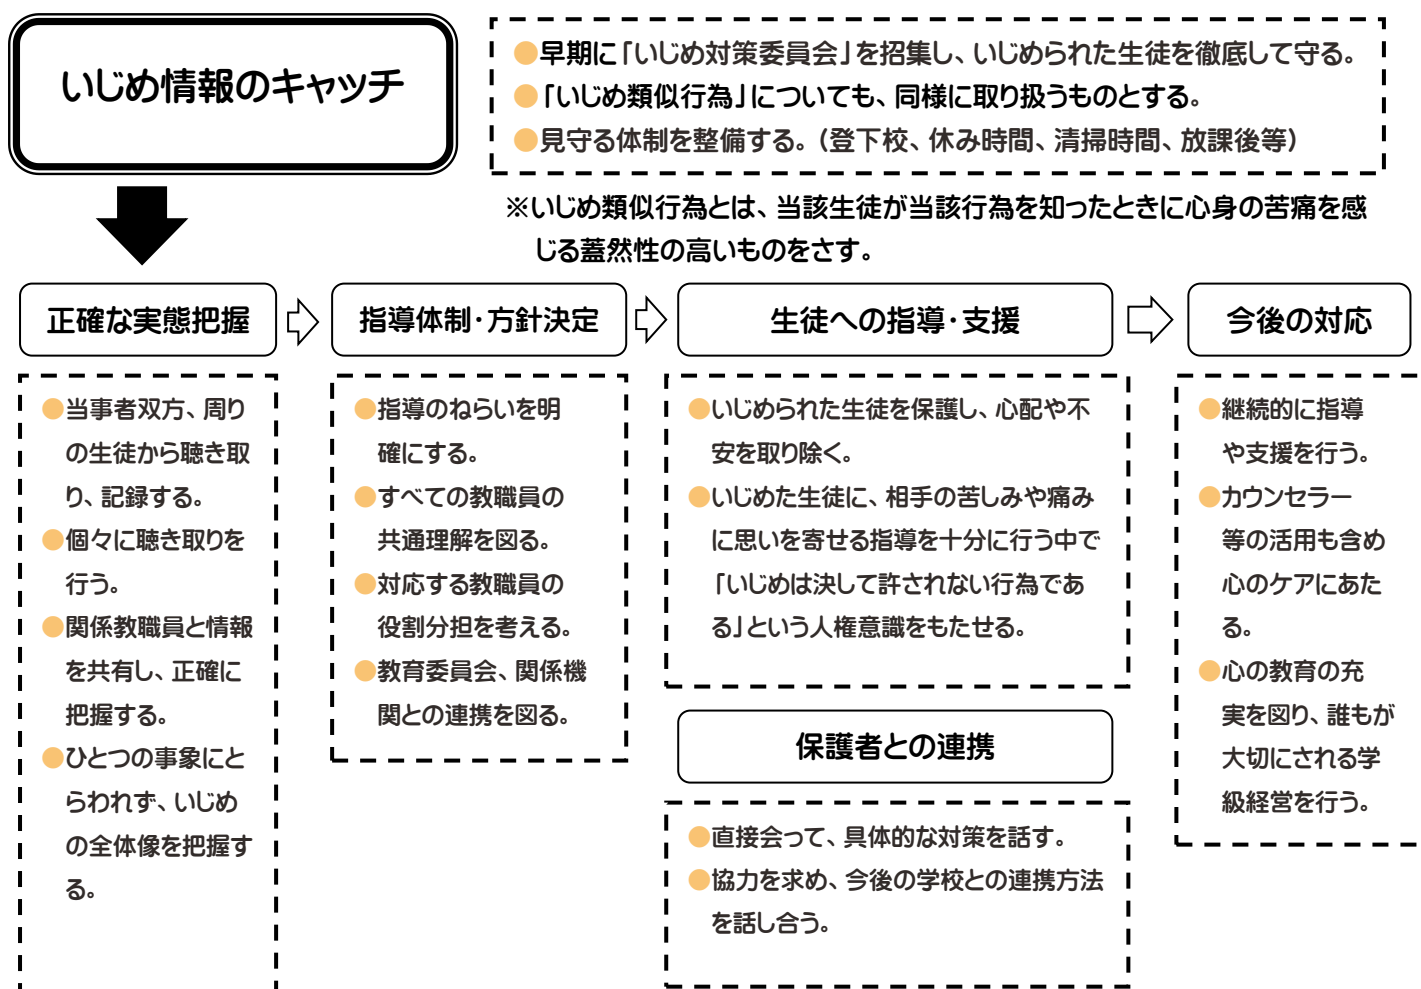 いじめ情報のキャッチ
●早期に「いじめ対策委員会」を招集し、いじめられた生徒を徹底して守る。
●「いじめ類似行為」についても、同様に取り扱うものとする。
●見守る体制を整備する。（登下校、休み時間、清掃時間、放課後等）
※いじめ類似行為とは、当該生徒が当該行為を知ったときに心身の苦痛を感
じる蓋然性の高いものをさす。
正確な実態把握
●当事者双方、周り
の生徒から聴き取
り、記録する。
●個々に聴き取りを
行う。
●関係教職員と情報
を共有し、正確に
把握する。
●ひとつの事象にと
らわれず、いじめ
の全体像を把握す
る。
指導体制・方針決定
●指導のねらいを明
確にする。
●すべての教職員の
共通理解を図る。
●対応する教職員の
役割分担を考える。
●教育委員会、関係機
関との連携を図る。
生徒への指導・支援
●いじめられた生徒を保護し、心配や不
安を取り除く。
●いじめた生徒に、相手の苦しみや痛み
に思いを寄せる指導を十分に行う中で
「いじめは決して許されない行為であ
る」という人権意識をもたせる。
保護者との連携
●直接会って、具体的な対策を話す。
●協力を求め、今後の学校との連携方法
を話し合う。
今後の対応
●継続的に指導
や支援を行う。
●カウンセラー
等の活用も含め
心のケアにあた
る。
●心の教育の充
実を図り、誰もが
大切にされる学
級経営を行う。